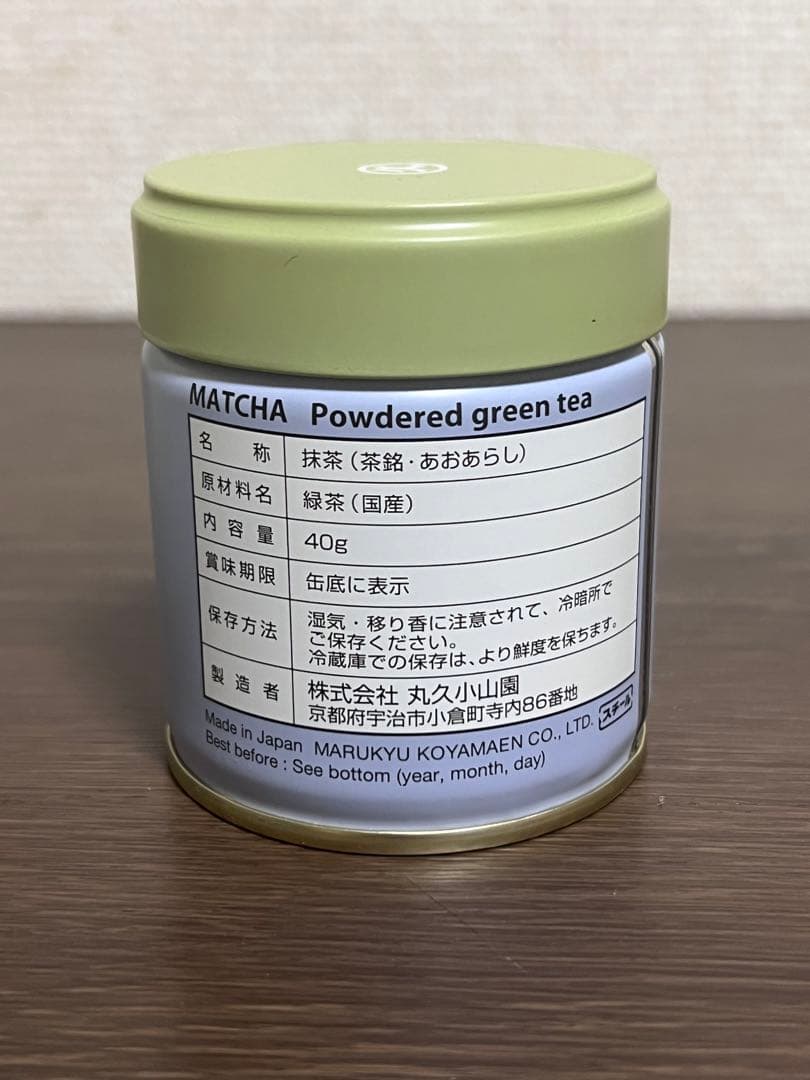 MATCHA Powdered green tea
名称 抹茶（茶銘・あおあらし）
原材料名 緑茶（国産）
内容量 40g
賞味期限 缶底に表示
保存方法 湿気・移り香に注意されて、冷暗所で
ご保存ください。
冷蔵庫での保存は、より鮮度を保ちます。
製造者 株式会社 丸久小山園
京都府宇治市小倉町寺内86番地
Made in Japan MARUKYU KOYAMAEN CO., LTD. スチール
Best before : See bottom (year, month, day)